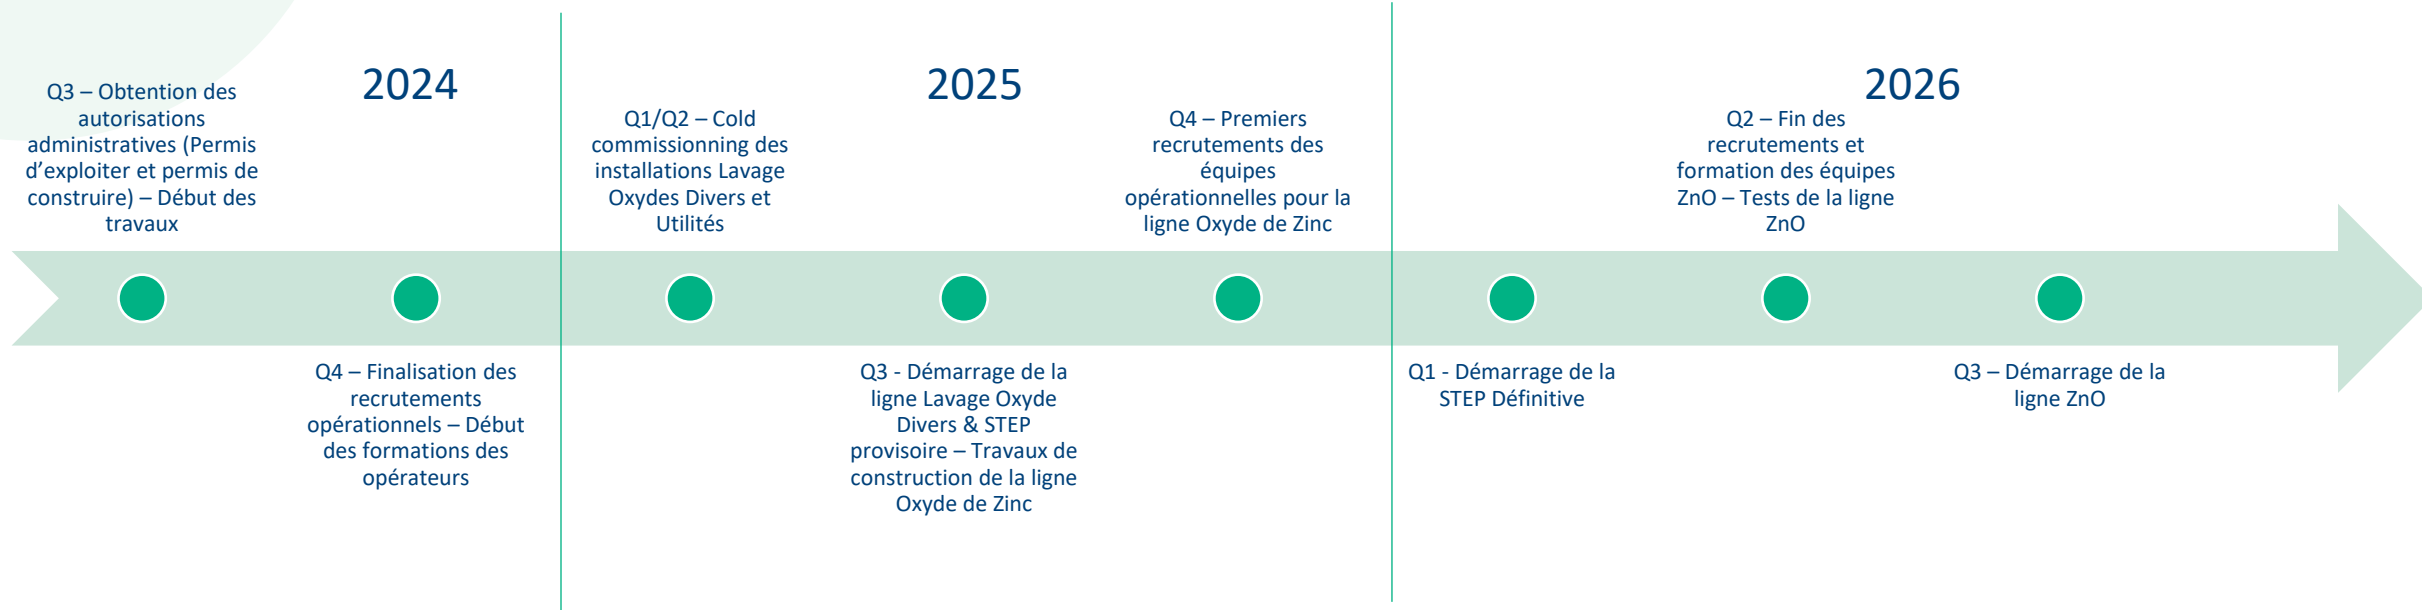 2024
Q3 – Obtention des
autorisations
administratives (Permis
d’exploiter et permis de
construire) – Début des
travaux
Q4 – Finalisation des
recrutements
opérationnels – Début
des formations des
opérateurs
2025
Q1/Q2 – Cold
commissionning des
installations Lavage
Oxydes Divers et
Utilités
Q3 - Démarrage de la
ligne Lavage Oxyde
Divers & STEP
provisoire – Travaux de
construction de la ligne
Oxyde de Zinc
Q4 – Premiers
recrutements des
équipes
opérationnelles pour la
ligne Oxyde de Zinc
2026
Q1 - Démarrage de la
STEP Définitive
Q2 – Fin des
recrutements et
formation des équipes
ZnO – Tests de la ligne
ZnO
Q3 – Démarrage de la
ligne ZnO